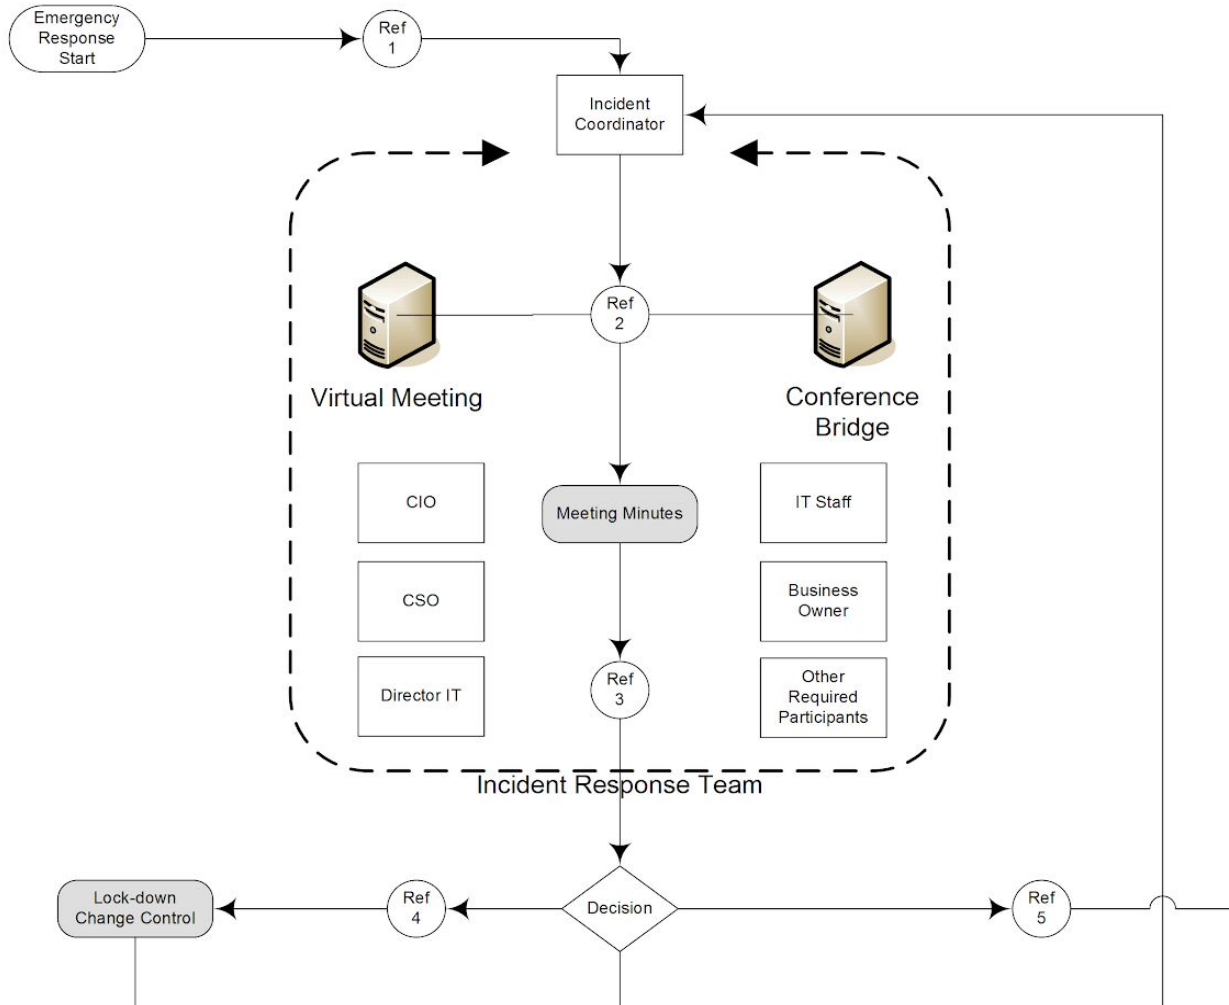 Emergency
Response
Start
Ref
1
Incident
Coordinator
Ref
2
Virtual Meeting
Conference
Bridge
CIO
Meeting Minutes
IT Staff
CSO
Business
Owner
Director IT
Ref
3
Other
Required
Participants
Incident Response Team
Lock-down
Change Control
Ref
4
Decision
Ref
5